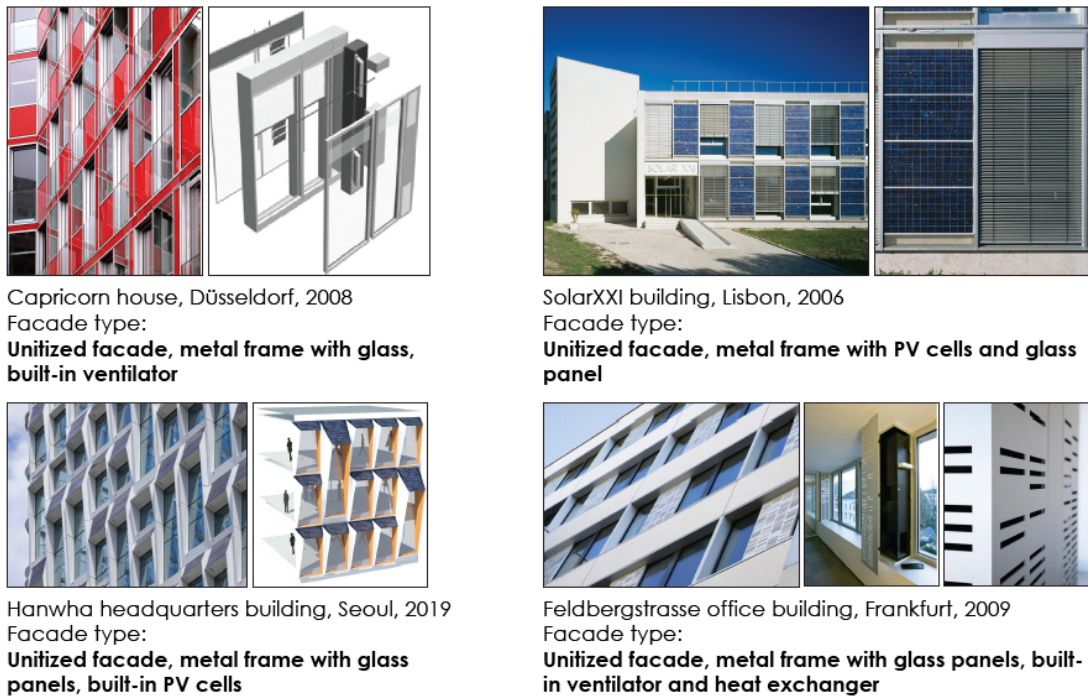 SOLAR XXI
Capricorn house, Düsseldorf, 2008
Facade type:
Unitized facade, metal frame with glass,
built-in ventilator
SolarXXI building, Lisbon, 2006
Facade type:
Unitized facade, metal frame with PV cells and glass
panel
Hanwha headquarters building, Seoul, 2019
Facade type:
Unitized facade, metal frame with glass
panels, built-in PV cells
Feldbergstrasse office building, Frankfurt, 2009
Facade type:
Unitized facade, metal frame with glass panels, built-
in ventilator and heat exchanger